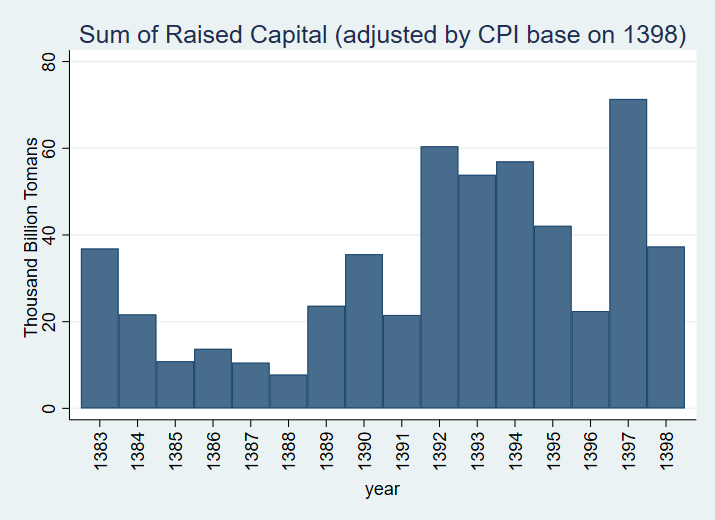 Sum of Raised Capital (adjusted by CPI base on 1398)
Thousand Billion Tomans
80
60
40
20
0
1383 1384 1385 1386 1387 1388 1389 1390 1391 1392 1393 1394 1395 1396 1397 1398
year